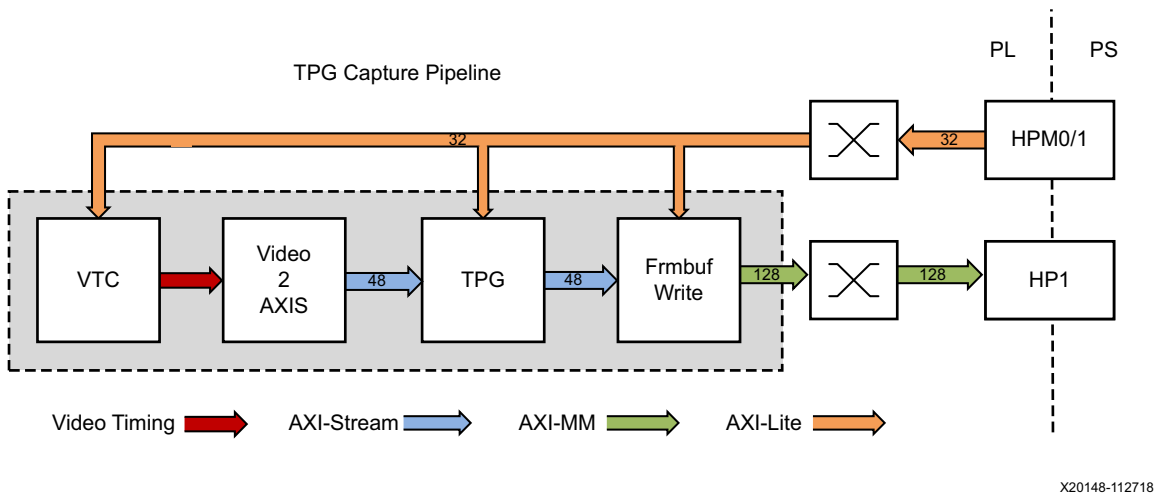 PL
PS
TPG Capture Pipeline
32
32
HPM0/1
VTC
Video
2
AXIS
48
TPG
48
Frmbuf
Write
128
128
HP1
Video Timing
AXI-Stream
AXI-MM
AXI-Lite
X20148-112718